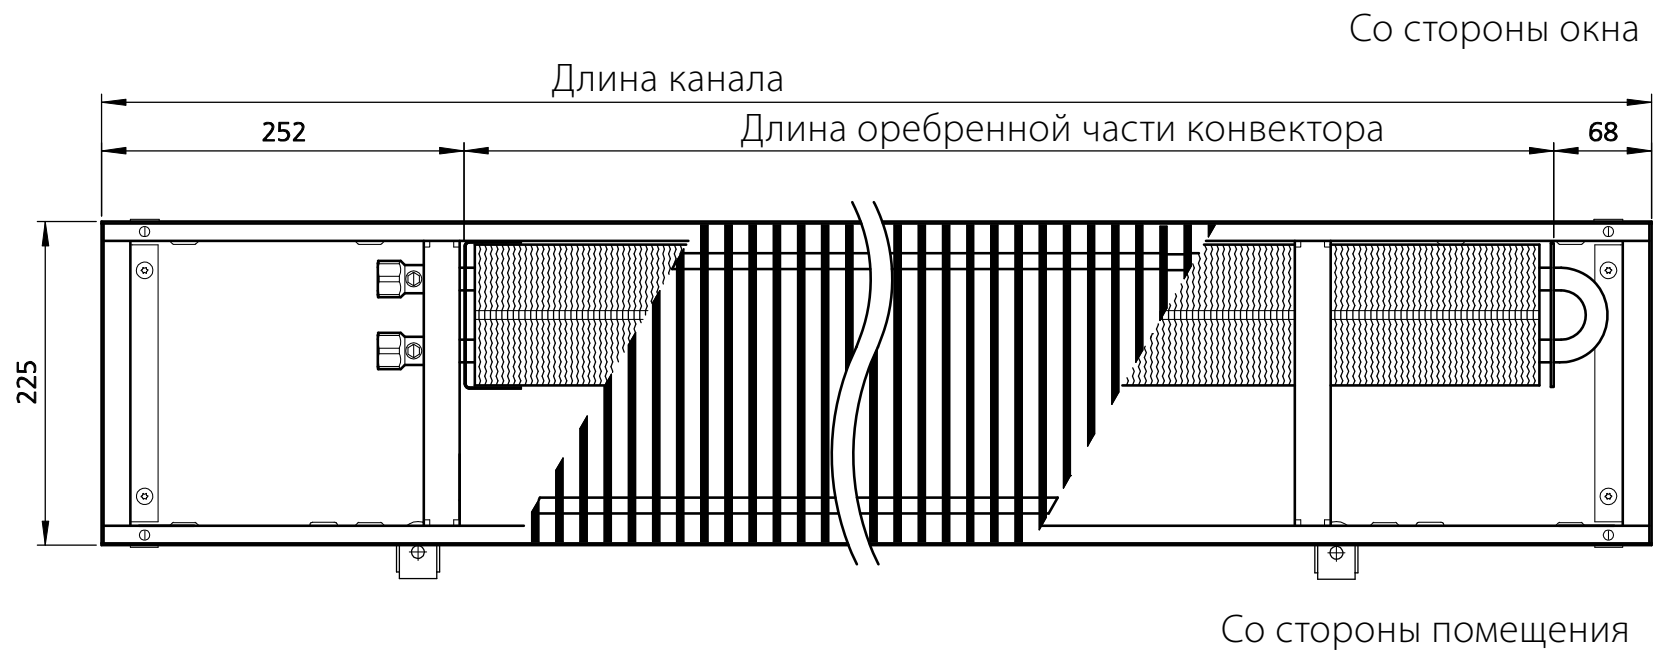 Со стороны окна
Длина канала
252
Длина оребренной части конвектора
68
225
Со стороны помещения